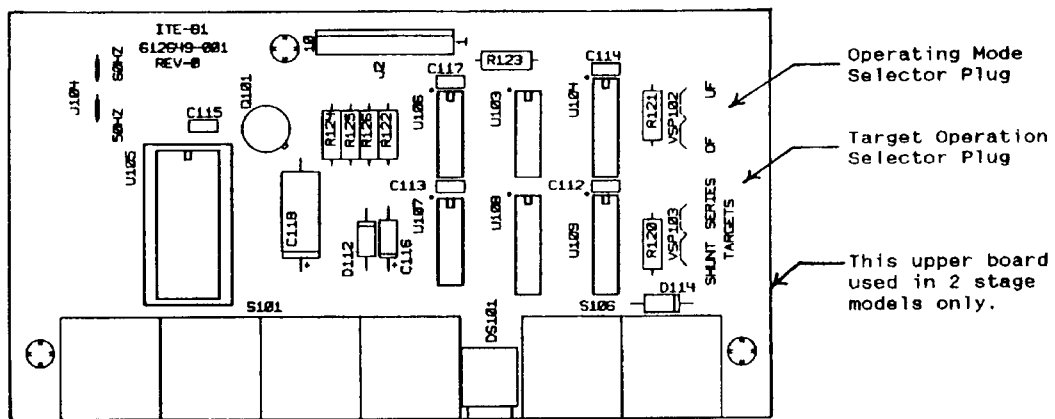 ITE-81
612649-001
REV-0
J104
60HZ
50HZ
C115
Q101
U105
10
1
J2
R123
C117
C114
U106
U103
U104
R124
R125
R126
R122
R121
VSP102
UF
OF
C113
C112
C118
D112
C116
U107
U108
U109
R120
VSP103
SHUNT SERIES
TARGETS
D114
S101
DS101
S106
Operating Mode
Selector Plug
Target Operation
Selector Plug
This upper board
used in 2 stage
models only.